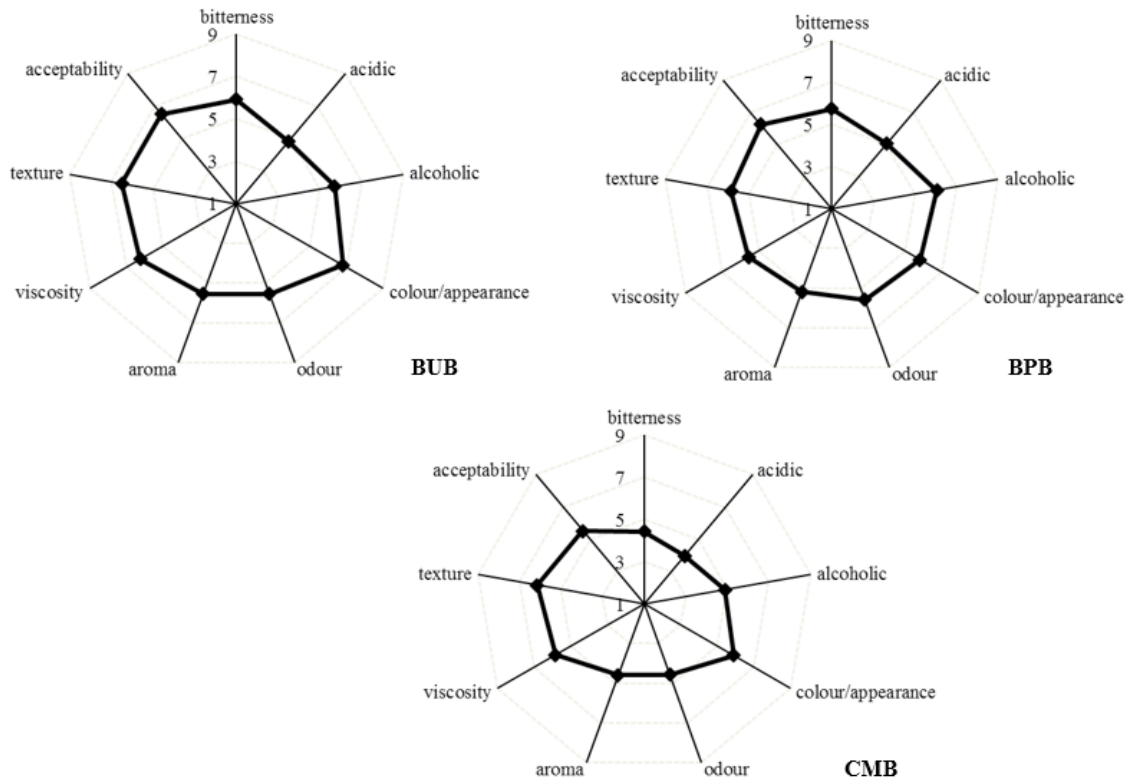 bitterness
9
acceptability
acidic
7
5
texture
alcoholic
3
1
viscosity
colour/appearance
aroma
odour
BUB
bitterness
9
acceptability
acidic
7
5
texture
alcoholic
3
1
viscosity
colour/appearance
aroma
odour
BPB
bitterness
9
acceptability
acidic
7
5
texture
alcoholic
3
1
viscosity
colour/appearance
aroma
odour
CMB